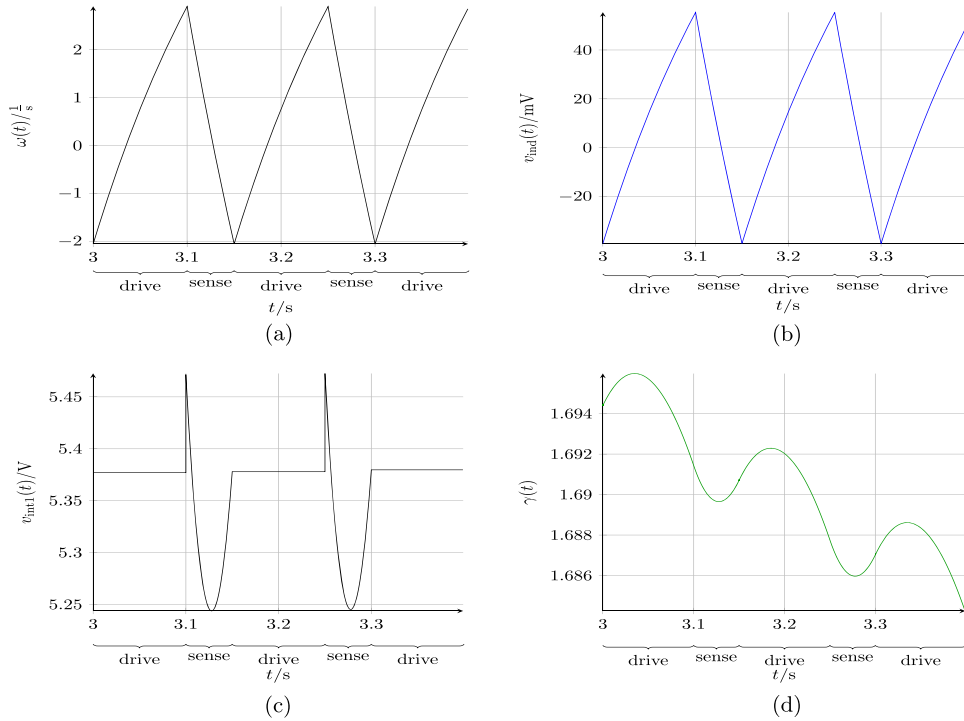 2
1
0
−1
−2
ω(t)/1/s
3
3.1
3.2
3.3
drive
sense
drive
sense
drive
t/s
(a)
40
20
0
−20
v_ind(t)/mV
3
3.1
3.2
3.3
drive
sense
drive
sense
drive
t/s
(b)
5.45
5.4
5.35
5.3
5.25
v_int1(t)/V
3
3.1
3.2
3.3
drive
sense
drive
sense
drive
t/s
(c)
1.694
1.692
1.69
1.688
1.686
γ(t)
3
3.1
3.2
3.3
drive
sense
drive
sense
drive
t/s
(d)